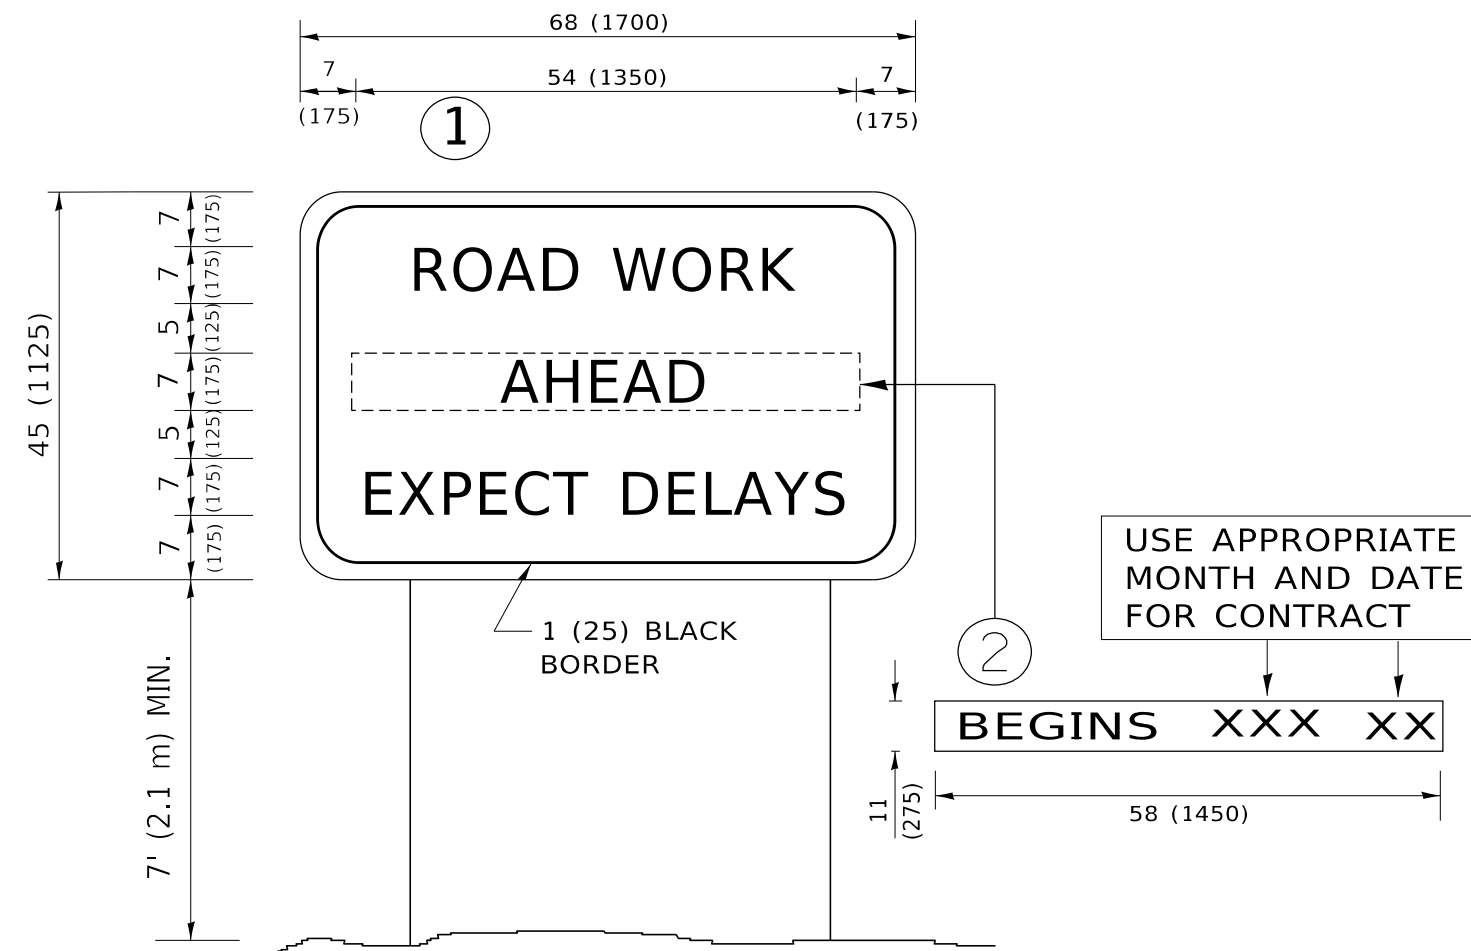 68 (1700)
7
54 (1350)
7
(175)
(175)
1
7
(175)
7
(175)
5
(125)
7
(175)
5
(125)
7
(175)
7
(175)
45 (1125)
ROAD WORK
AHEAD
EXPECT DELAYS
1 (25) BLACK
BORDER
7' (2.1 m) MIN.
USE APPROPRIATE
MONTH AND DATE
FOR CONTRACT
2
BEGINS XXX XX
11
(275)
58 (1450)